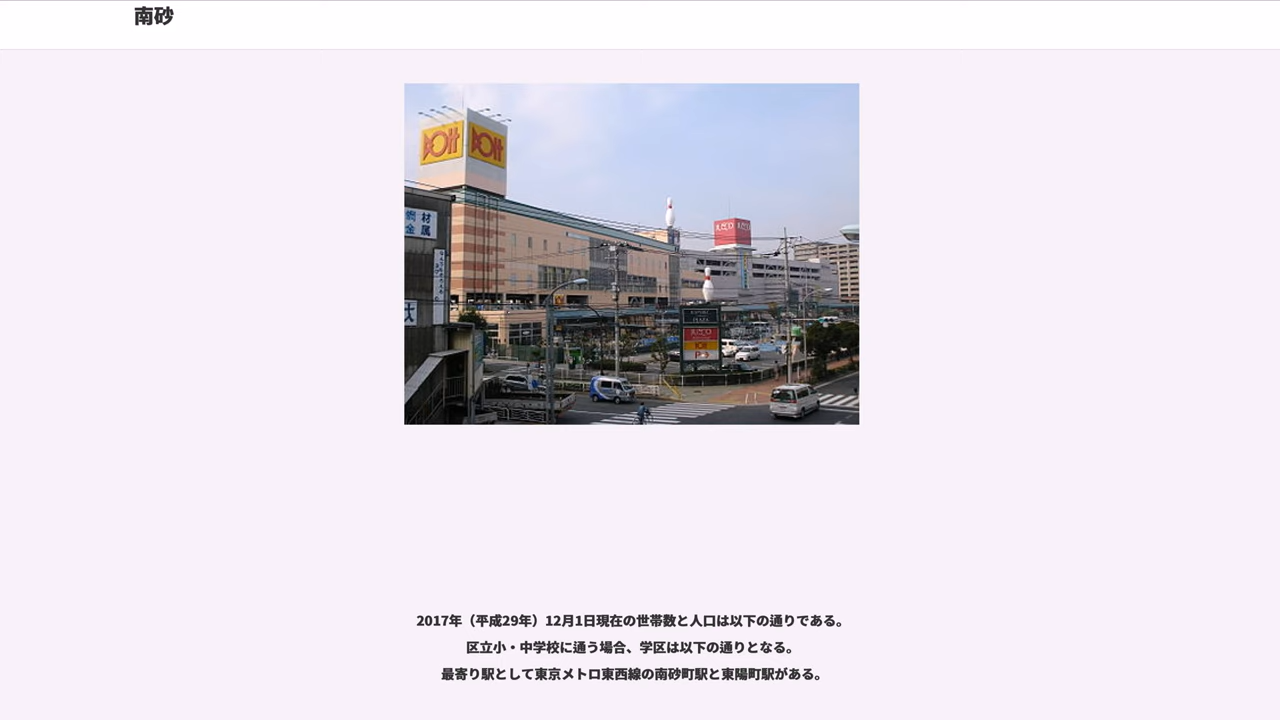 南砂
鋼材
金属
2017年（平成29年）12月1日現在の世帯数と人口は以下の通りである。
区立小・中学校に通う場合、学区は以下の通りとなる。
最寄り駅として東京メトロ東西線の南砂町駅と東陽町駅がある。